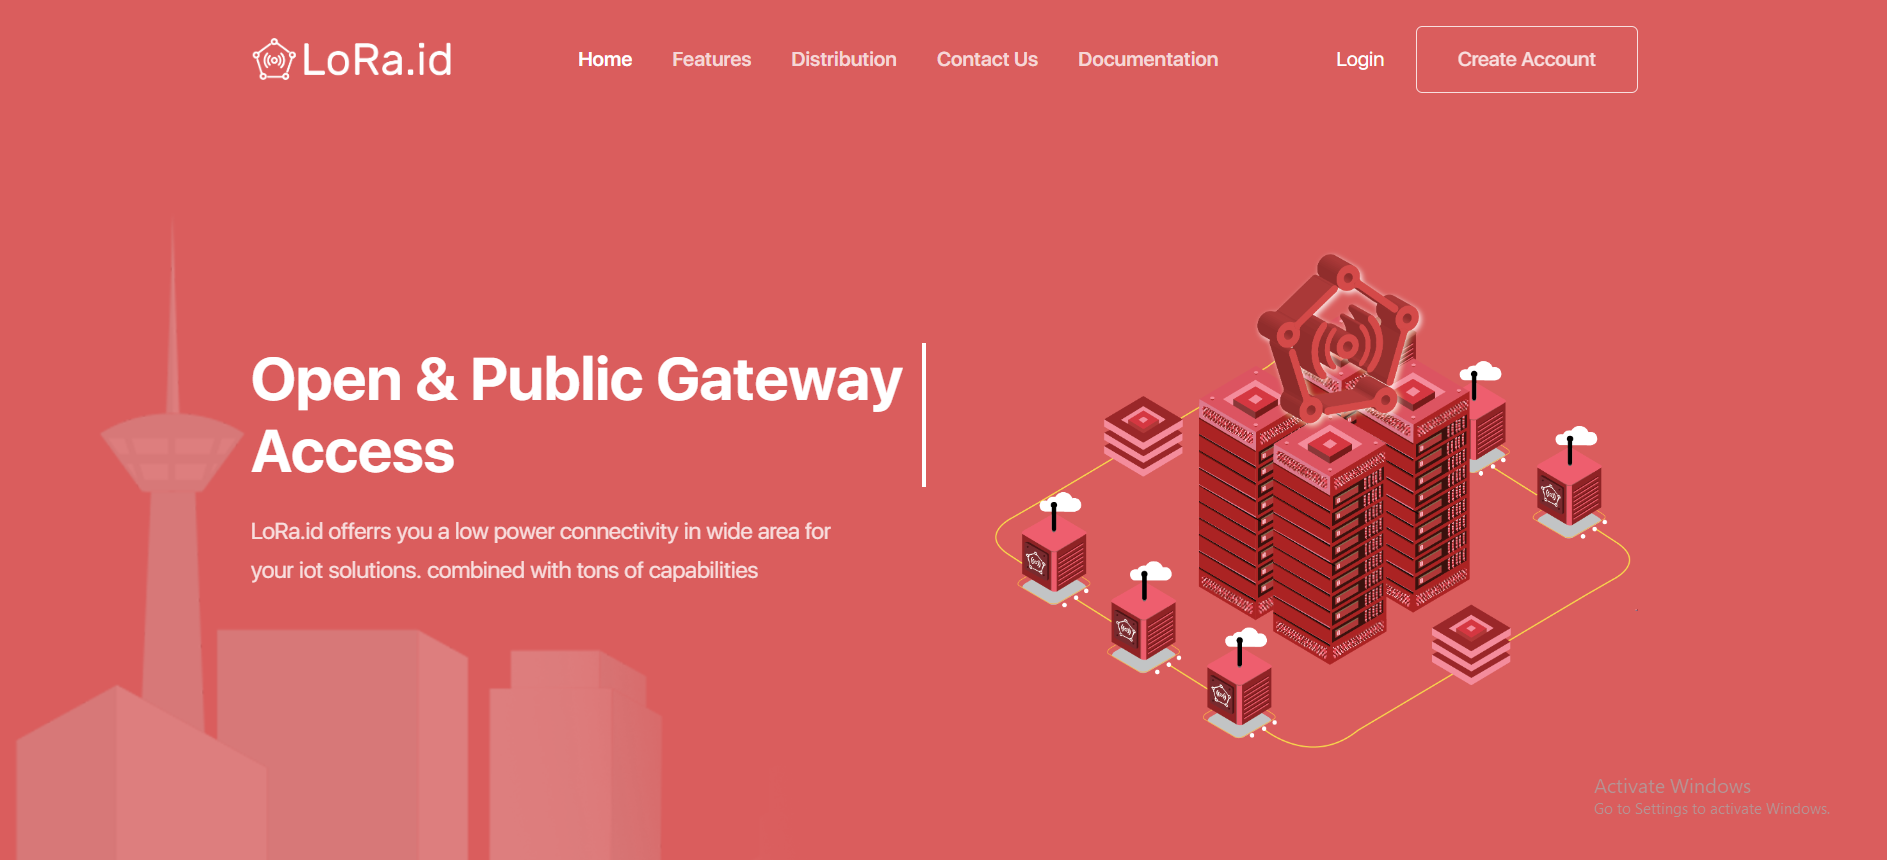 LoRa.id
Home Features Distribution Contact Us Documentation Login Create Account
Open & Public Gateway
Access
LoRa.id offerrs you a low power connectivity in wide area for
your iot solutions. combined with tons of capabilities
Activate Windows
Go to Settings to activate Windows.